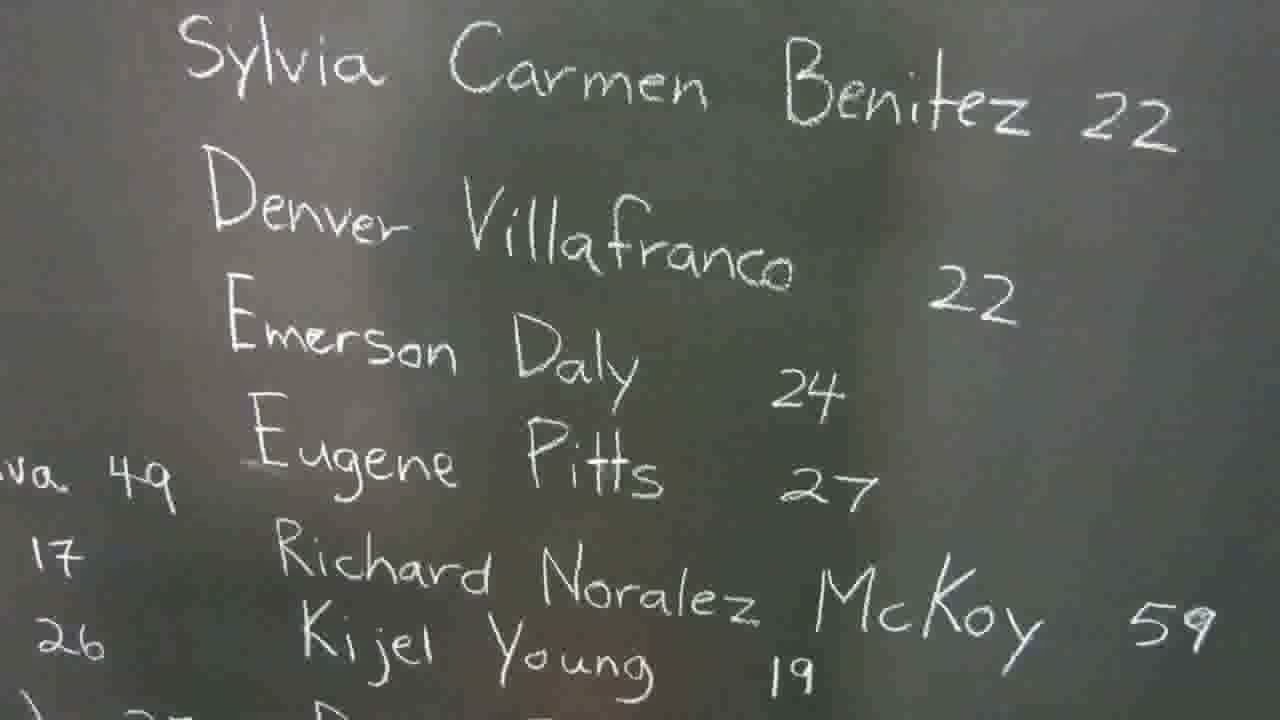 Sylvia Carmen Benitez 22
Denver Villafranco 22
Emerson Daly 24
Eugene Pitts 27
49
Richard Noralez McKoy 59
17
Kijel Young 19
26